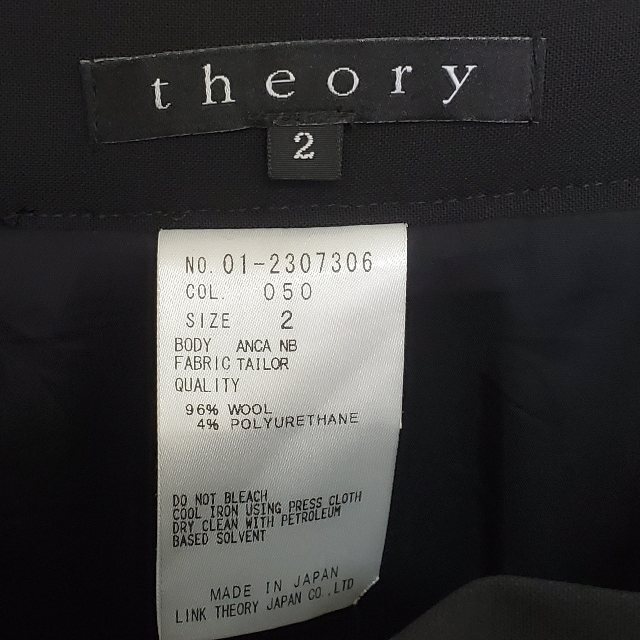 theory
2
NO. 01-2307306
COL. 050
SIZE 2
BODY ANCA NB
FABRIC TAILOR
QUALITY
96% WOOL
4% POLYURETHANE
DO NOT BLEACH
COOL IRON USING PRESS CLOTH
DRY CLEAN WITH PETROLEUM
BASED SOLVENT
MADE IN JAPAN
LINK THEORY JAPAN CO., LTD